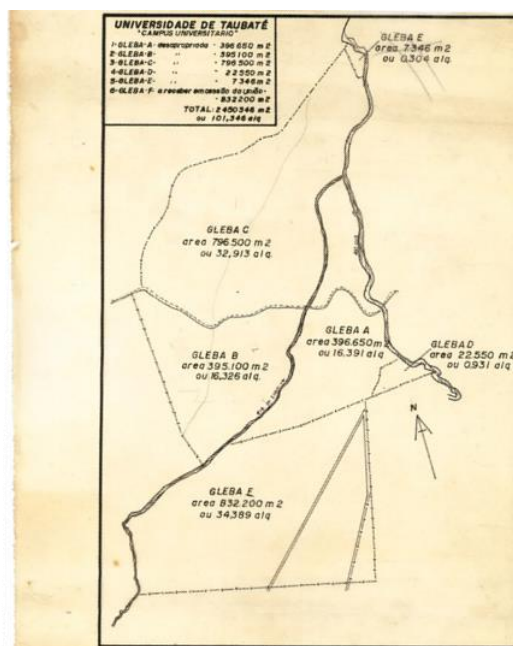 UNIVERSIDADE DE TAUBATÉ
"CAMPUS UNIVERSITARIO"
1-GLEBA-A- desapropriada - 396 650 m2
2-GLEBA-B- ,, - 395 100 m2
3-GLEBA-C- ,, - 796 500 m2
4-GLEBA-D- ,, - 22 550 m2
5-GLEBA-E- ,, - 7 346 m2
6-GLEBA-F- a receber em cessão da união-
- 832 200 m2
TOTAL: 2450346 m2
ou 101,346 alq
GLEBA E
area 7.346 m2
ou 0,304 alq.
GLEBA C
area 796.500 m2
ou 32,913 alq.
GLEBA A
area 396.650 m2
ou 16,391 alq
GLEBA B
area 395.100 m2
ou 16,326 alq.
GLEBA D
area 22.550 m2
ou 0,931 alq
N
GLEBA F
area 832.200 m2
ou 34,389 alq